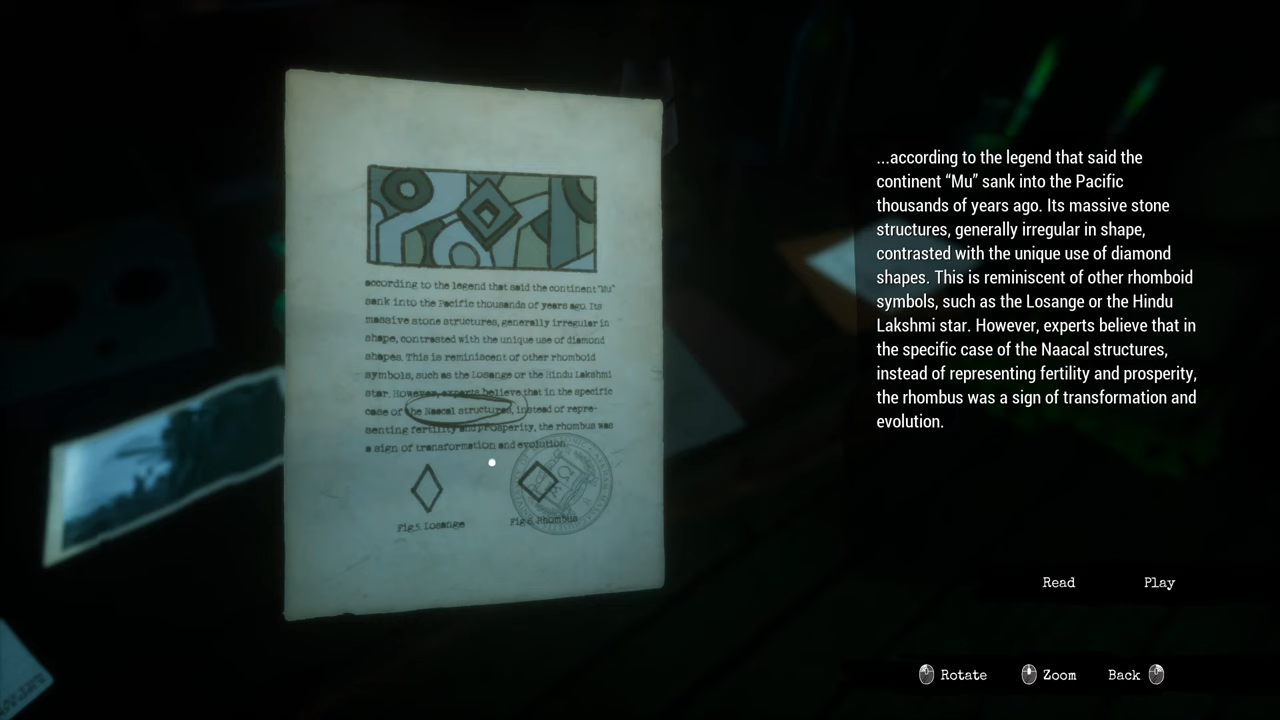 according to the legend that said the continent "Mu"
sank into the Pacific thousands of years ago. Its
massive stone structures, generally irregular in
shape, contrasted with the unique use of diamond
shapes. This is reminiscent of other rhomboid
symbols, such as the Losange or the Hindu Lakshmi
star. However, experts believe that in the specific
case of the Naacal structures, instead of repre-
senting fertility and prosperity, the rhombus was
a sign of transformation and evolution.
Fig.5. Losange
Fig.6. Rhombus
...according to the legend that said the
continent “Mu” sank into the Pacific
thousands of years ago. Its massive stone
structures, generally irregular in shape,
contrasted with the unique use of diamond
shapes. This is reminiscent of other rhomboid
symbols, such as the Losange or the Hindu
Lakshmi star. However, experts believe that in
the specific case of the Naacal structures,
instead of representing fertility and prosperity,
the rhombus was a sign of transformation and
evolution.
Read
Play
Rotate
Zoom
Back